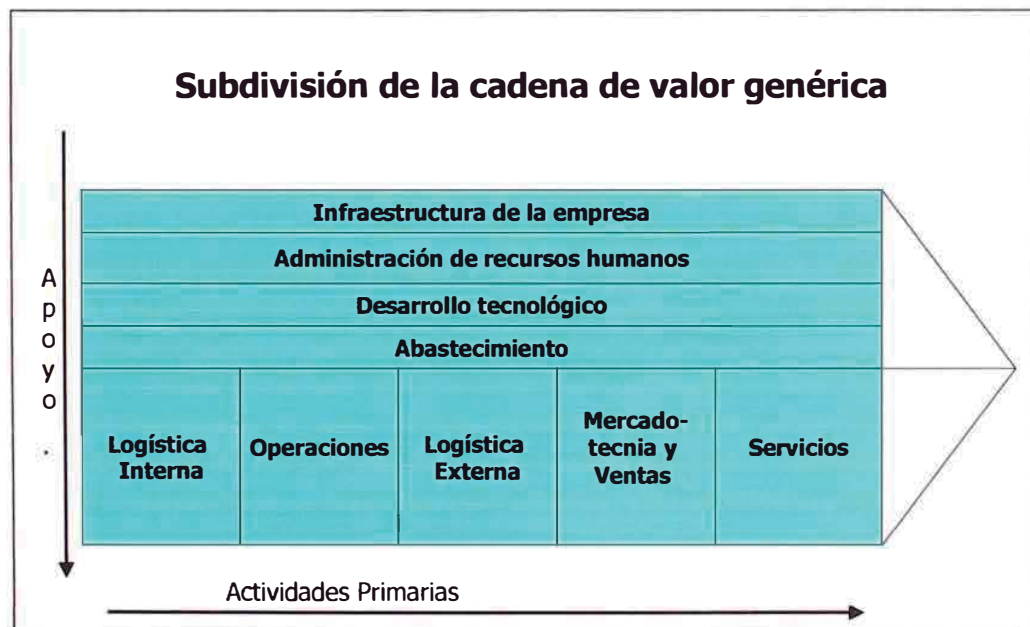 Subdivisión de la cadena de valor genérica
Infraestructura de la empresa
Administración de recursos humanos
Desarrollo tecnológico
Abastecimiento
A
p
o
y
o
.
Logística
Interna
Operaciones
Logística
Externa
Mercado-
tecnia y
Ventas
Servicios
Actividades Primarias